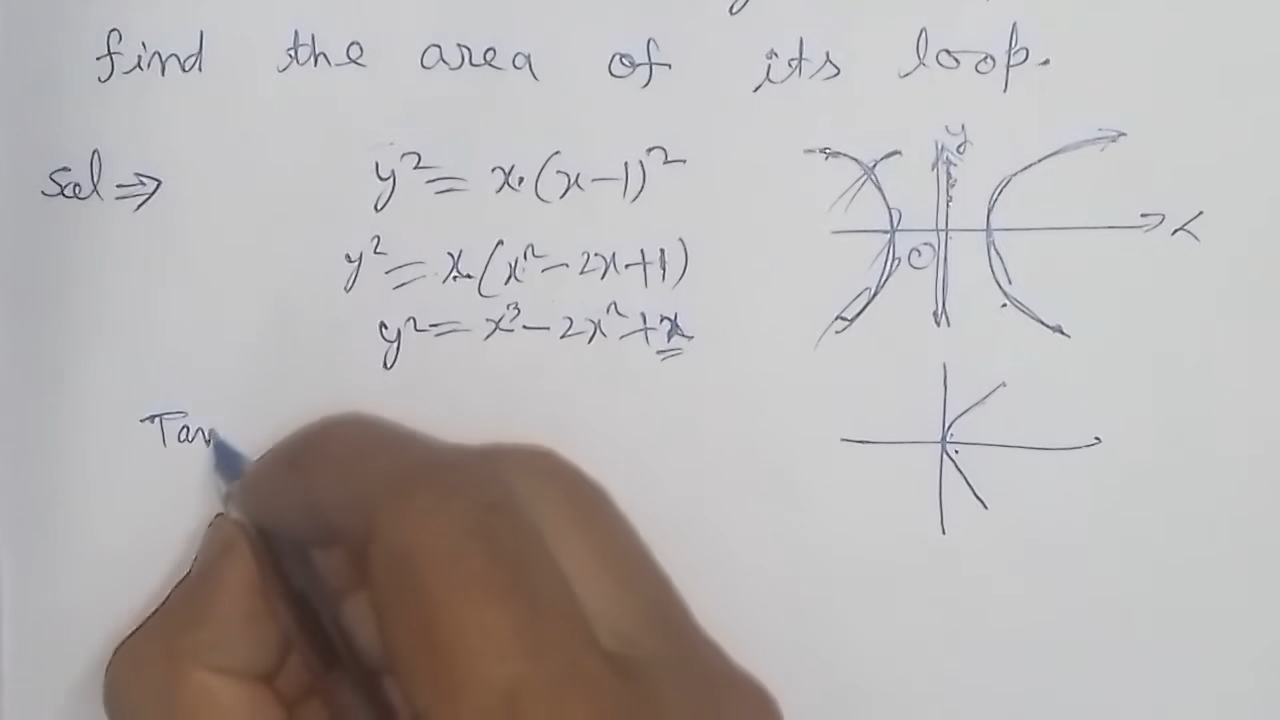 find the area of its loop.
Sol ⇒ y² = x·(x-1)²
y² = x·(x²-2x+1)
y² = x³-2x²+x
Tan
y
O